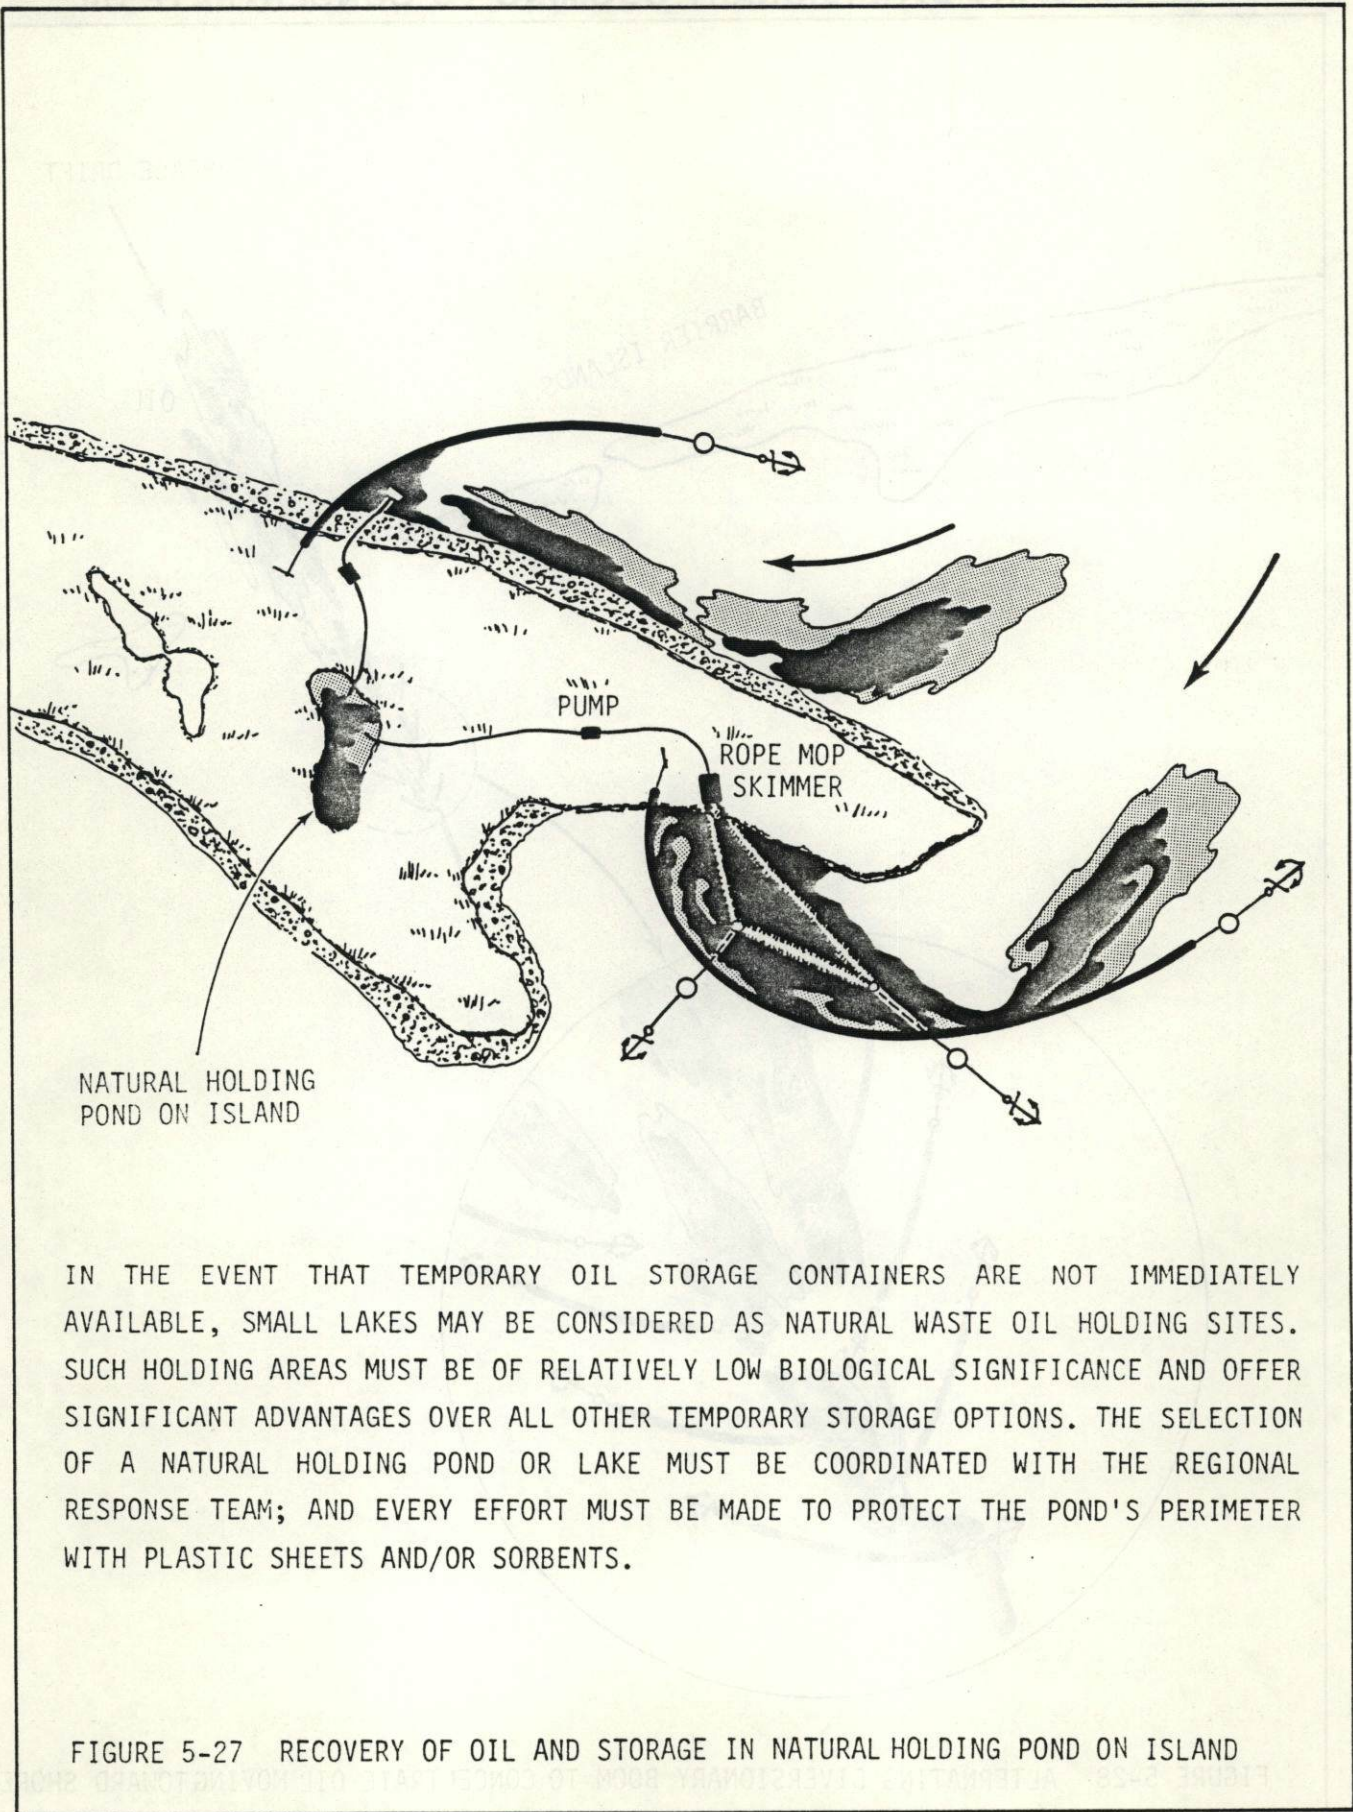 PUMP
ROPE MOP
SKIMMER
NATURAL HOLDING
POND ON ISLAND
IN THE EVENT THAT TEMPORARY OIL STORAGE CONTAINERS ARE NOT IMMEDIATELY
AVAILABLE, SMALL LAKES MAY BE CONSIDERED AS NATURAL WASTE OIL HOLDING SITES.
SUCH HOLDING AREAS MUST BE OF RELATIVELY LOW BIOLOGICAL SIGNIFICANCE AND OFFER
SIGNIFICANT ADVANTAGES OVER ALL OTHER TEMPORARY STORAGE OPTIONS. THE SELECTION
OF A NATURAL HOLDING POND OR LAKE MUST BE COORDINATED WITH THE REGIONAL
RESPONSE TEAM; AND EVERY EFFORT MUST BE MADE TO PROTECT THE POND'S PERIMETER
WITH PLASTIC SHEETS AND/OR SORBENTS.
FIGURE 5-27 RECOVERY OF OIL AND STORAGE IN NATURAL HOLDING POND ON ISLAND